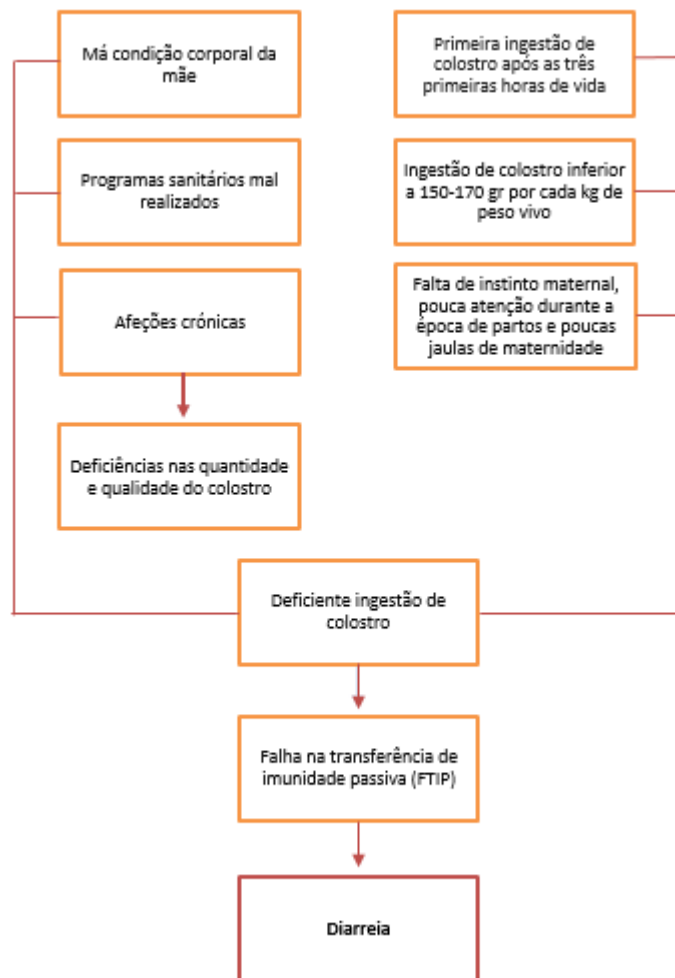 Má condição corporal da
mãe
Primeira ingestão de
colostro após as três
primeiras horas de vida
Programas sanitários mal
realizados
Ingestão de colostro inferior
a 150-170 gr por cada kg de
peso vivo
Afeções crónicas
Falta de instinto maternal,
pouca atenção durante a
época de partos e poucas
jaulas de maternidade
Deficiências nas quantidade
e qualidade do colostro
Deficiente ingestão de
colostro
Falha na transferência de
imunidade passiva (FTIP)
Diarreia